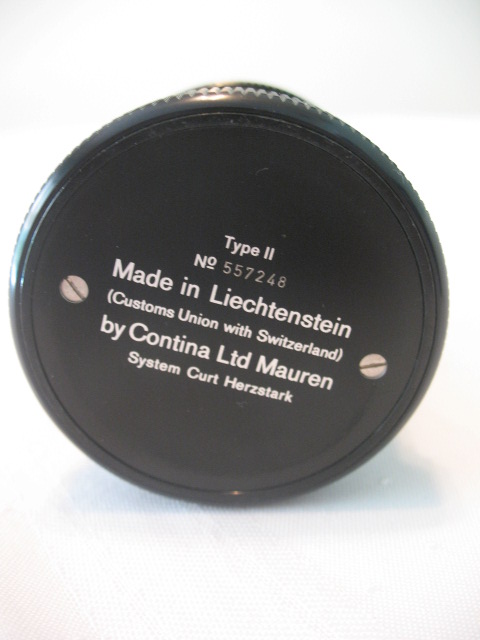 Type II
Nº 557248
Made in Liechtenstein
(Customs Union with Switzerland)
by Contina Ltd Mauren
System Curt Herzstark